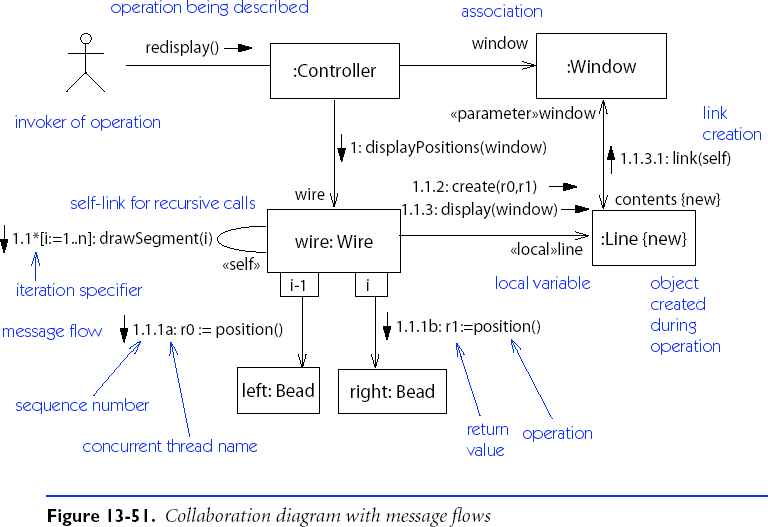 operation being described
association
redisplay()
window
:Controller
:Window
invoker of operation
«parameter»window
link
creation
1: displayPositions(window)
1.1.3.1: link(self)
wire
1.1.2: create(r0,r1)
contents {new}
self-link for recursive calls
1.1.3: display(window)
1.1*[i:=1..n]: drawSegment(i)
wire: Wire
:Line {new}
«self»
«local»line
i-1
i
iteration specifier
local variable
object
created
during
operation
message flow
1.1.1a: r0 := position()
1.1.1b: r1:=position()
left: Bead
right: Bead
sequence number
concurrent thread name
return
value
operation
Figure 13-51. Collaboration diagram with message flows